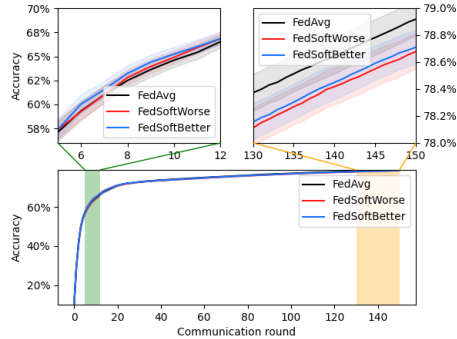 70%
68%
65%
62%
60%
58%
Accuracy
FedAvg
FedSoftWorse
FedSoftBetter
6
8
10
12
79.0%
78.8%
78.6%
78.4%
78.2%
78.0%
Accuracy
FedAvg
FedSoftWorse
FedSoftBetter
130
135
140
145
150
60%
40%
20%
Accuracy
FedAvg
FedSoftWorse
FedSoftBetter
0
20
40
60
80
100
120
140
Communication round